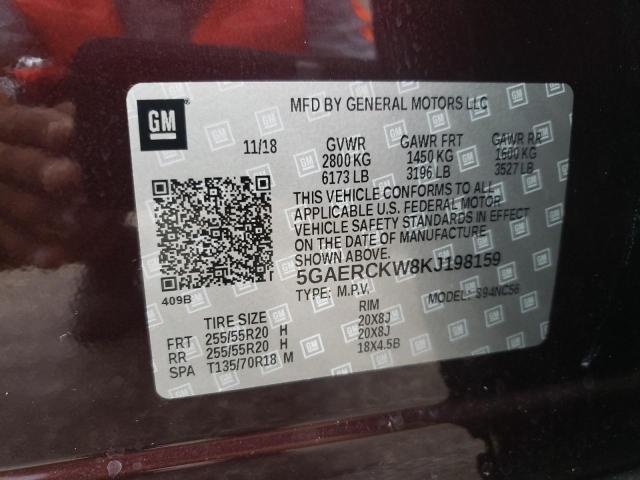 GM
MFD BY GENERAL MOTORS LLC
11/18 GVWR GAWR FRT GAWR RR
2800 KG 1450 KG 1600 KG
6173 LB 3196 LB 3527 LB
THIS VEHICLE CONFORMS TO ALL
APPLICABLE U.S. FEDERAL MOTOR
VEHICLE SAFETY STANDARDS IN EFFECT
ON THE DATE OF MANUFACTURE
SHOWN ABOVE.
5GAERCKW8KJ198159
409B
TYPE: M.P.V. MODEL: S94NC56
TIRE SIZE RIM
FRT 255/55R20 H 20X8J
RR 255/55R20 H 20X8J
SPA T135/70R18 M 18X4.5B